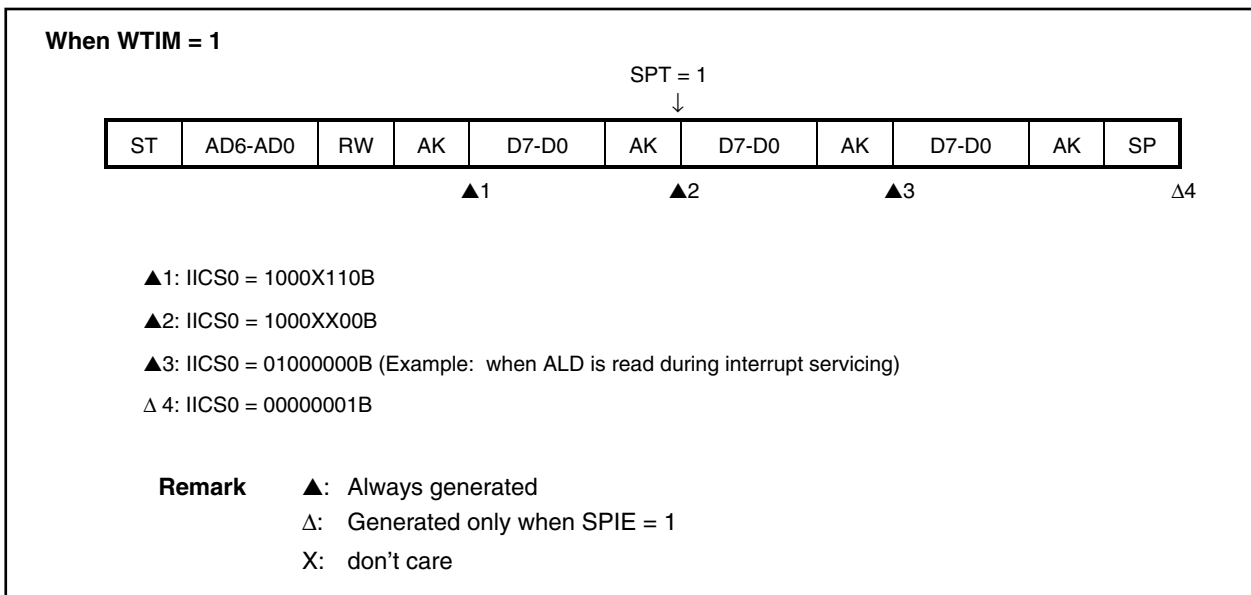 When WTIM = 1
SPT = 1
↓
ST AD6-AD0 RW AK D7-D0 AK D7-D0 AK D7-D0 AK SP
▲1 ▲2 ▲3 Δ4
▲1: IICS0 = 1000X110B
▲2: IICS0 = 1000XX00B
▲3: IICS0 = 01000000B (Example: when ALD is read during interrupt servicing)
Δ 4: IICS0 = 00000001B
Remark ▲: Always generated
Δ: Generated only when SPIE = 1
X: don't care